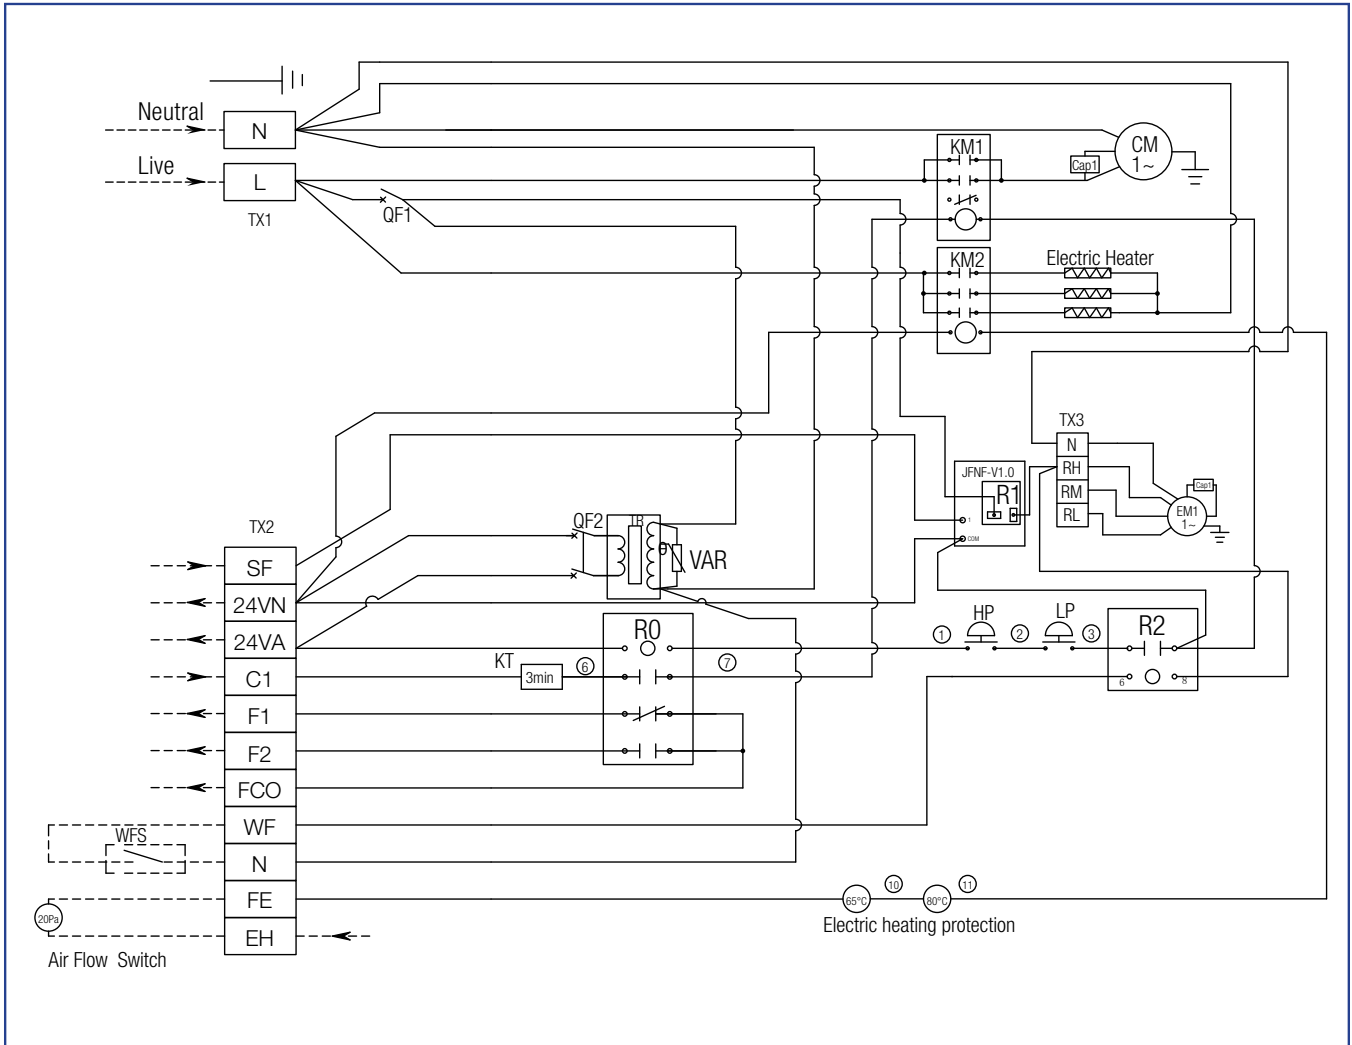 Neutral
N
Live
L
TX1
QF1
KM1
CM
1~
Cap1
KM2
Electric Heater
TX3
N
RH
RM
RL
JFNF-V1.0
R1
1
COM
Cap1
EM1
1~
TX2
QF2
TR
VAR
SF
24VN
24VA
C1
F1
F2
FCO
WF
N
FE
EH
KT
3min
6
R0
7
1
HP
2
LP
3
R2
6
8
WFS
20Pa
Air Flow Switch
65°C
10
80°C
11
Electric heating protection